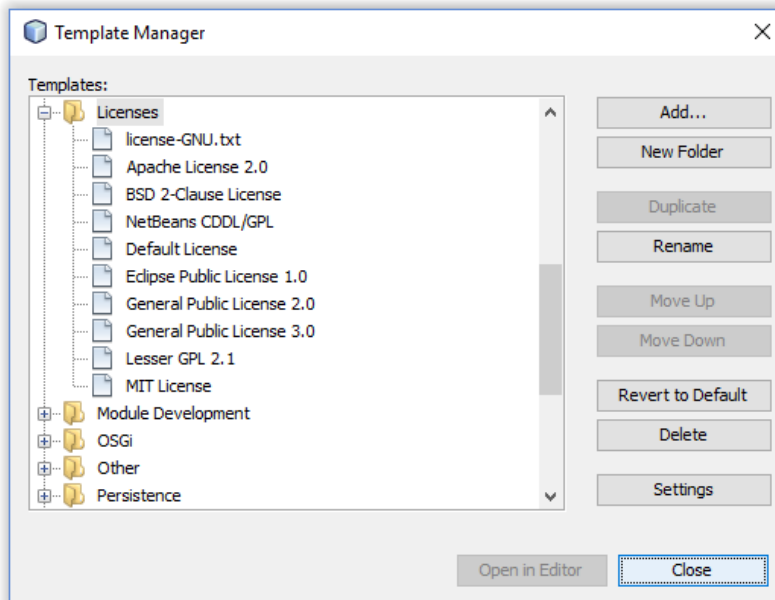 Template Manager
Templates:
Licenses
license-GNU.txt
Apache License 2.0
BSD 2-Clause License
NetBeans CDDL/GPL
Default License
Eclipse Public License 1.0
General Public License 2.0
General Public License 3.0
Lesser GPL 2.1
MIT License
Module Development
OSGi
Other
Persistence
Add...
New Folder
Duplicate
Rename
Move Up
Move Down
Revert to Default
Delete
Settings
Open in Editor
Close